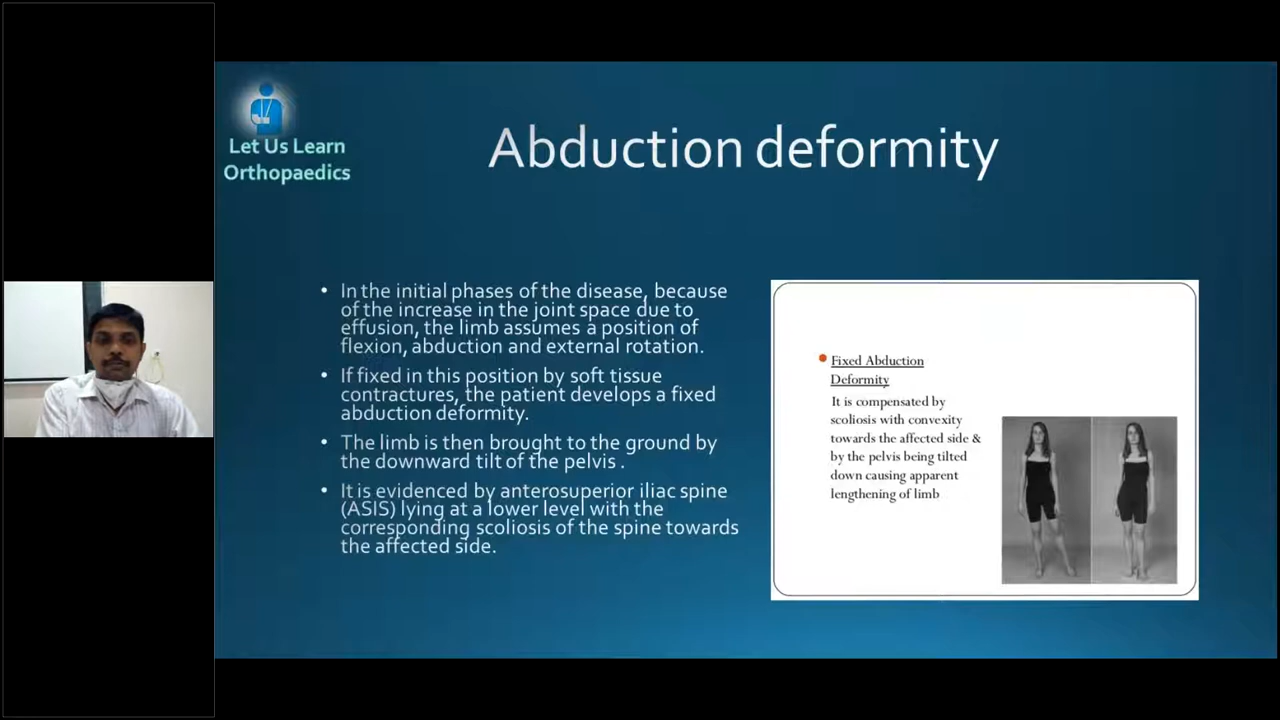 Let Us Learn
Orthopaedics
Abduction deformity
• In the initial phases of the disease, because
of the increase in the joint space due to
effusion, the limb assumes a position of
flexion, abduction and external rotation.
• If fixed in this position by soft tissue
contractures, the patient develops a fixed
abduction deformity.
• The limb is then brought to the ground by
the downward tilt of the pelvis .
• It is evidenced by anterosuperior iliac spine
(ASIS) lying at a lower level with the
corresponding scoliosis of the spine towards
the affected side.
• Fixed Abduction
Deformity
It is compensated by
scoliosis with convexity
towards the affected side &
by the pelvis being tilted
down causing apparent
lengthening of limb